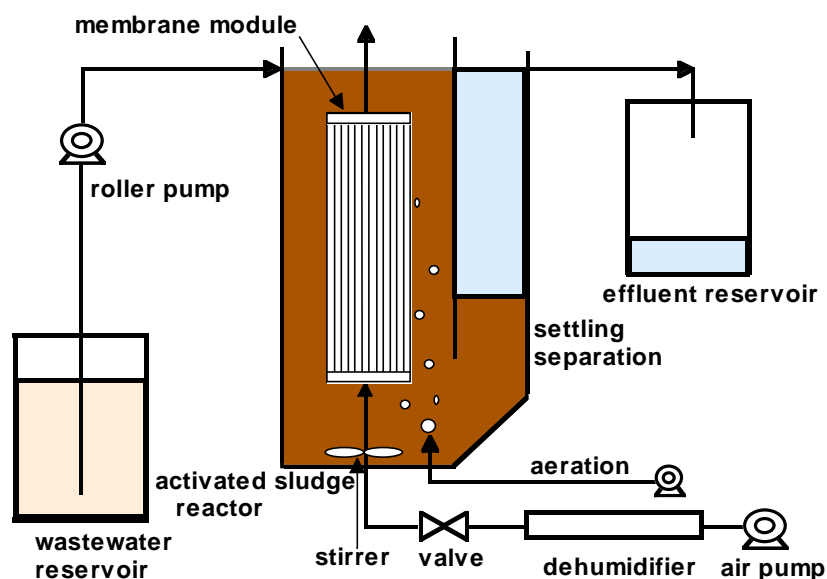 membrane module
roller pump
effluent reservoir
settling
separation
aeration
activated sludge
reactor
wastewater
reservoir
stirrer
valve
dehumidifier
air pump